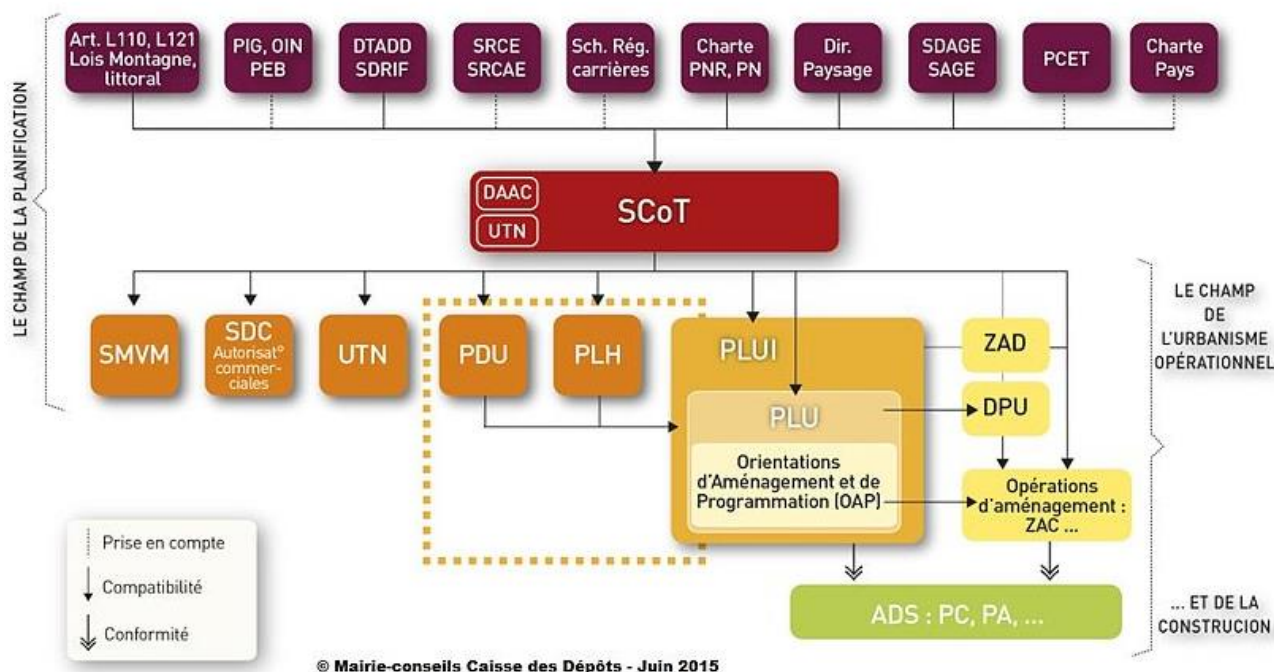 LE CHAMP DE LA PLANIFICATION
Art. L110, L121
Lois Montagne,
littoral
PIG, OIN
PEB
DTADD
SDRIF
SRCE
SRCAE
Sch. Rég.
carrières
Charte
PNR, PN
Dir.
Paysage
SDAGE
SAGE
PCET
Charte
Pays
DAAC
UTN
SCoT
SMVM
SDC
Autorisat°
commer-
ciales
UTN
PDU
PLH
PLUI
PLU
Orientations
d'Aménagement et de
Programmation (OAP)
ZAD
DPU
Opérations
d'aménagement :
ZAC ...
LE CHAMP
DE
L'URBANISME
OPÉRATIONNEL
ADS : PC, PA, ...
... ET DE LA
CONSTRUCION
Prise en compte
Compatibilité
Conformité
© Mairie-conseils Caisse des Dépôts - Juin 2015